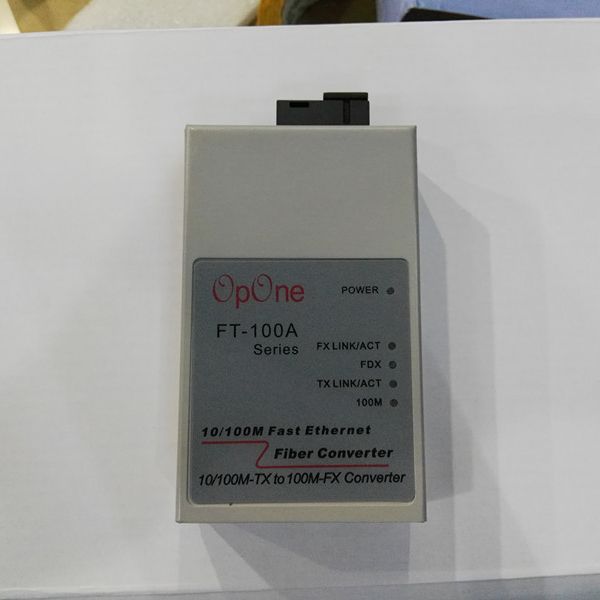 OpOne
POWER
FT-100A
Series
FX LINK/ACT
FDX
TX LINK/ACT
100M
10/100M Fast Ethernet
Fiber Converter
10/100M-TX to 100M-FX Converter